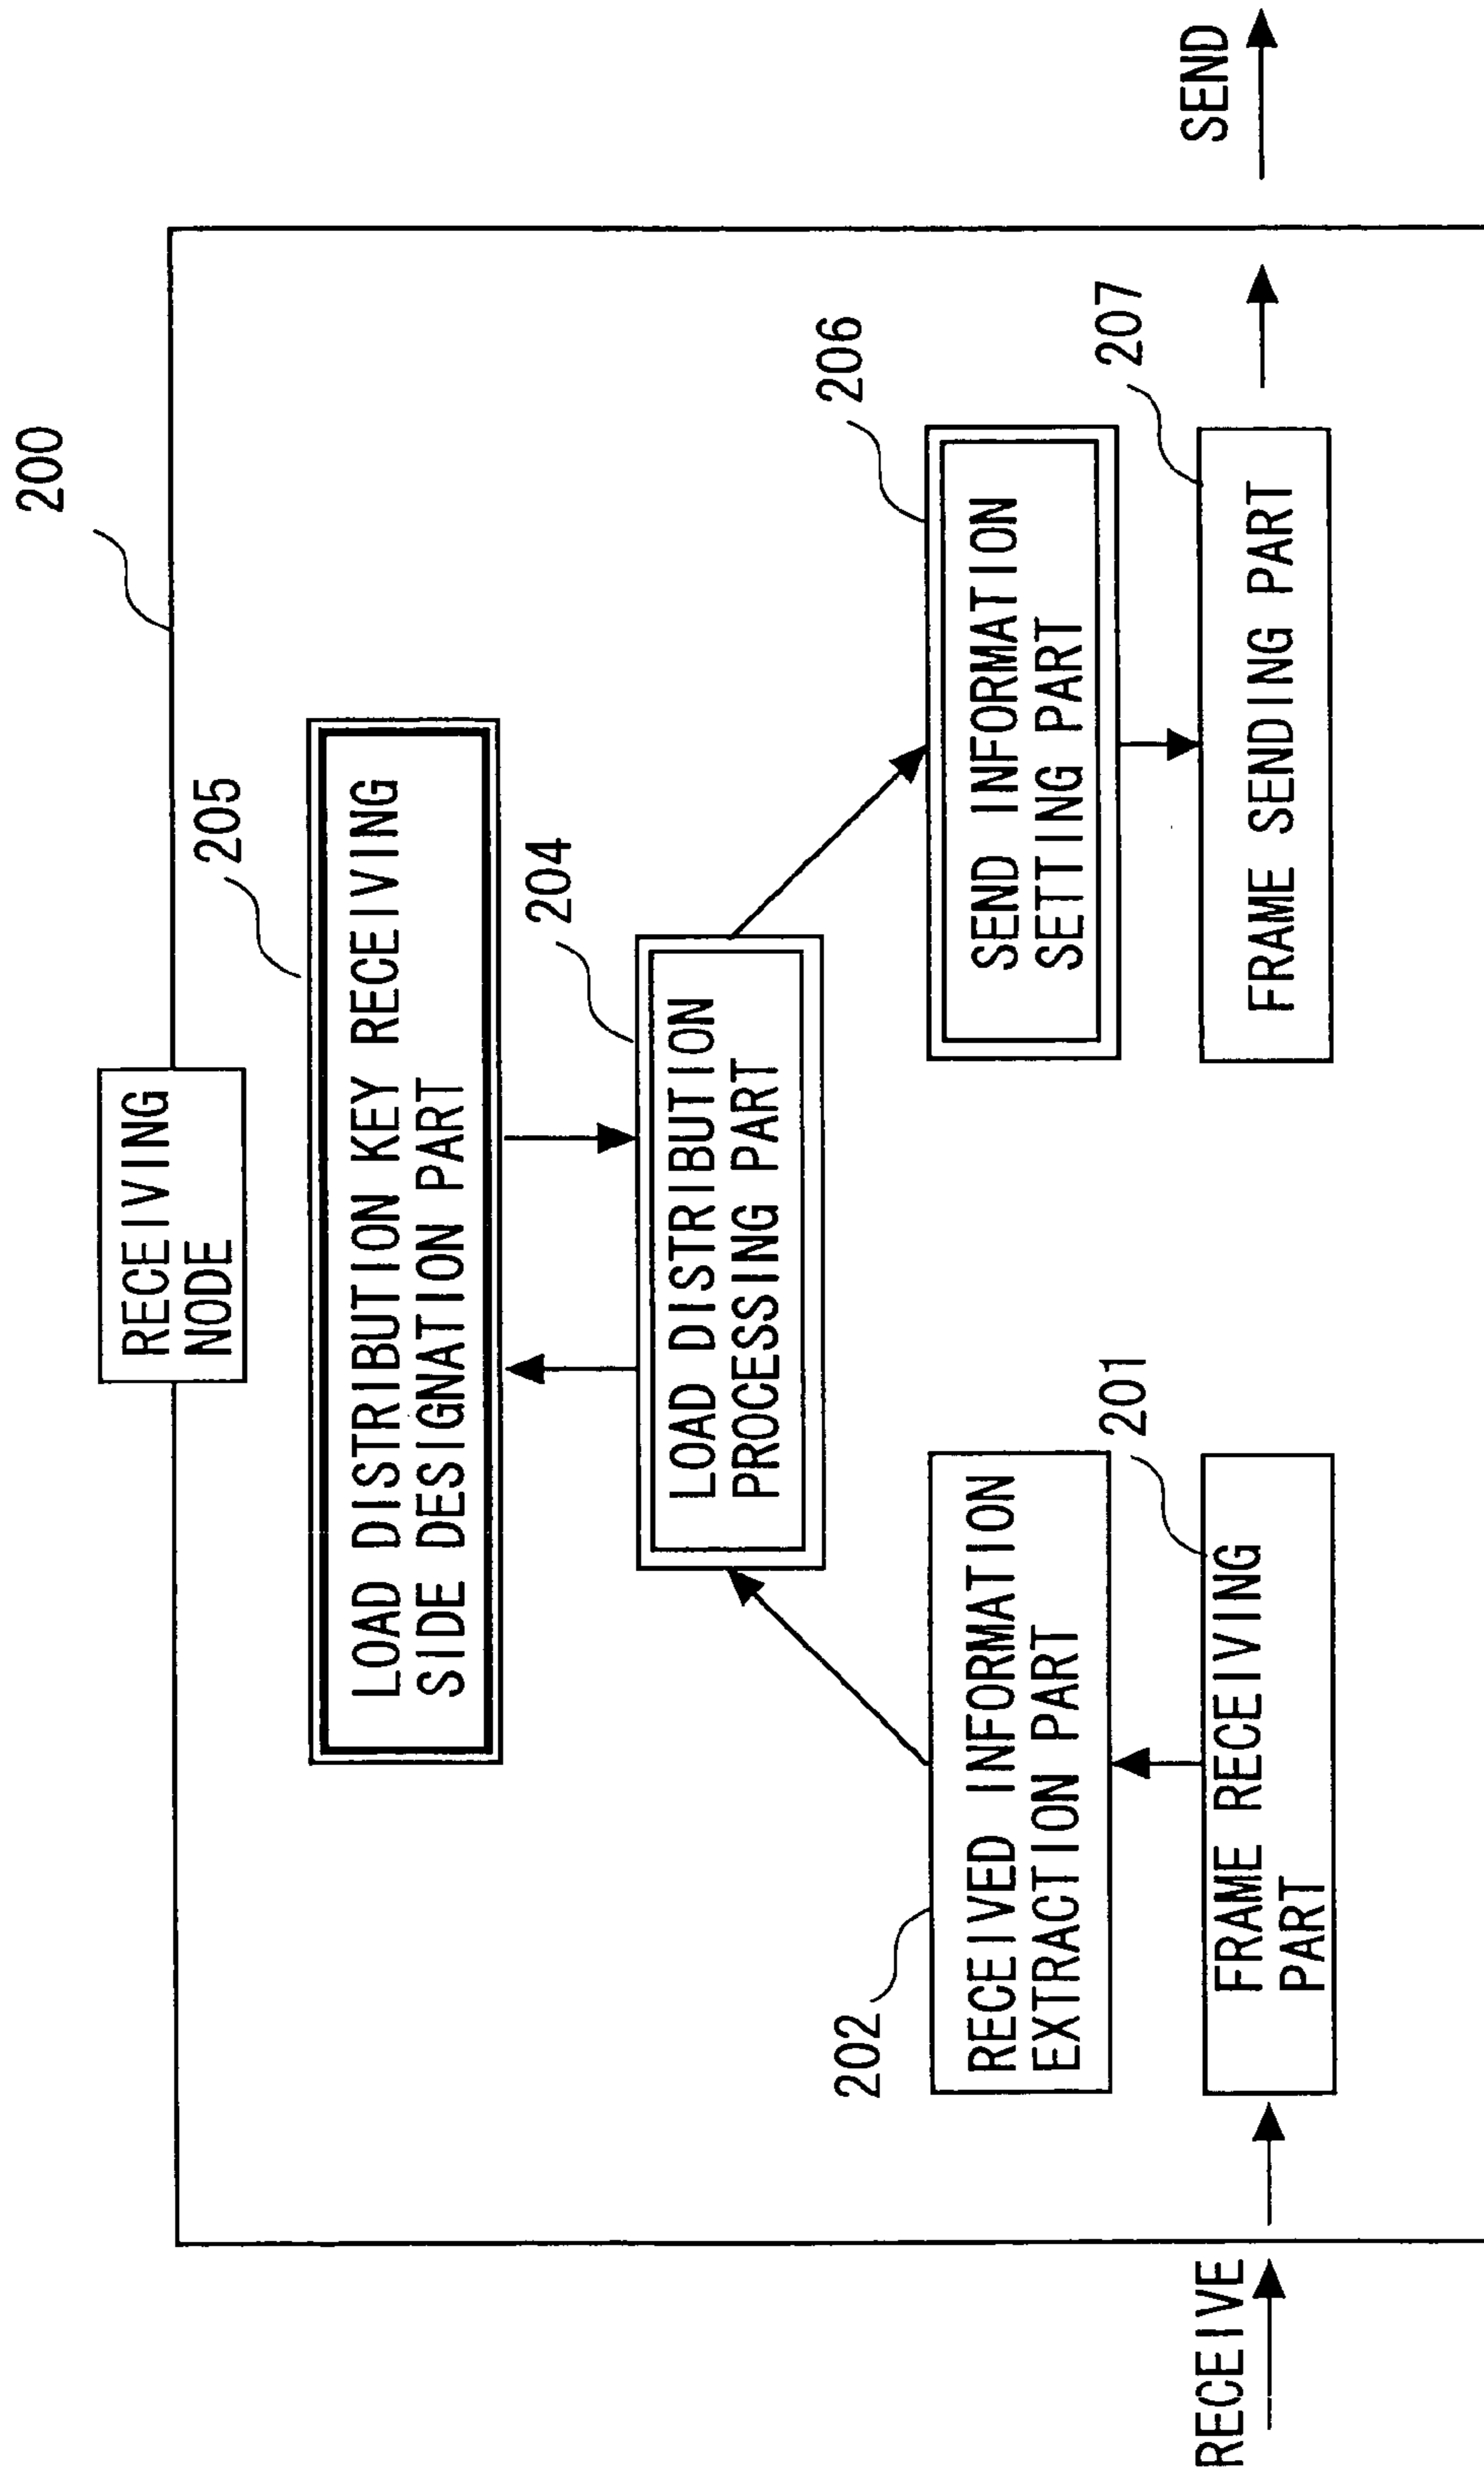 200
RECEIVING
NODE
205
LOAD DISTRIBUTION KEY RECEIVING
SIDE DESIGNATION PART
204
LOAD DISTRIBUTION
PROCESSING PART
202
RECEIVED INFORMATION
EXTRACTION PART
206
SEND INFORMATION
SETTING PART
201
FRAME RECEIVING
PART
207
FRAME SENDING PART
RECEIVE
SEND